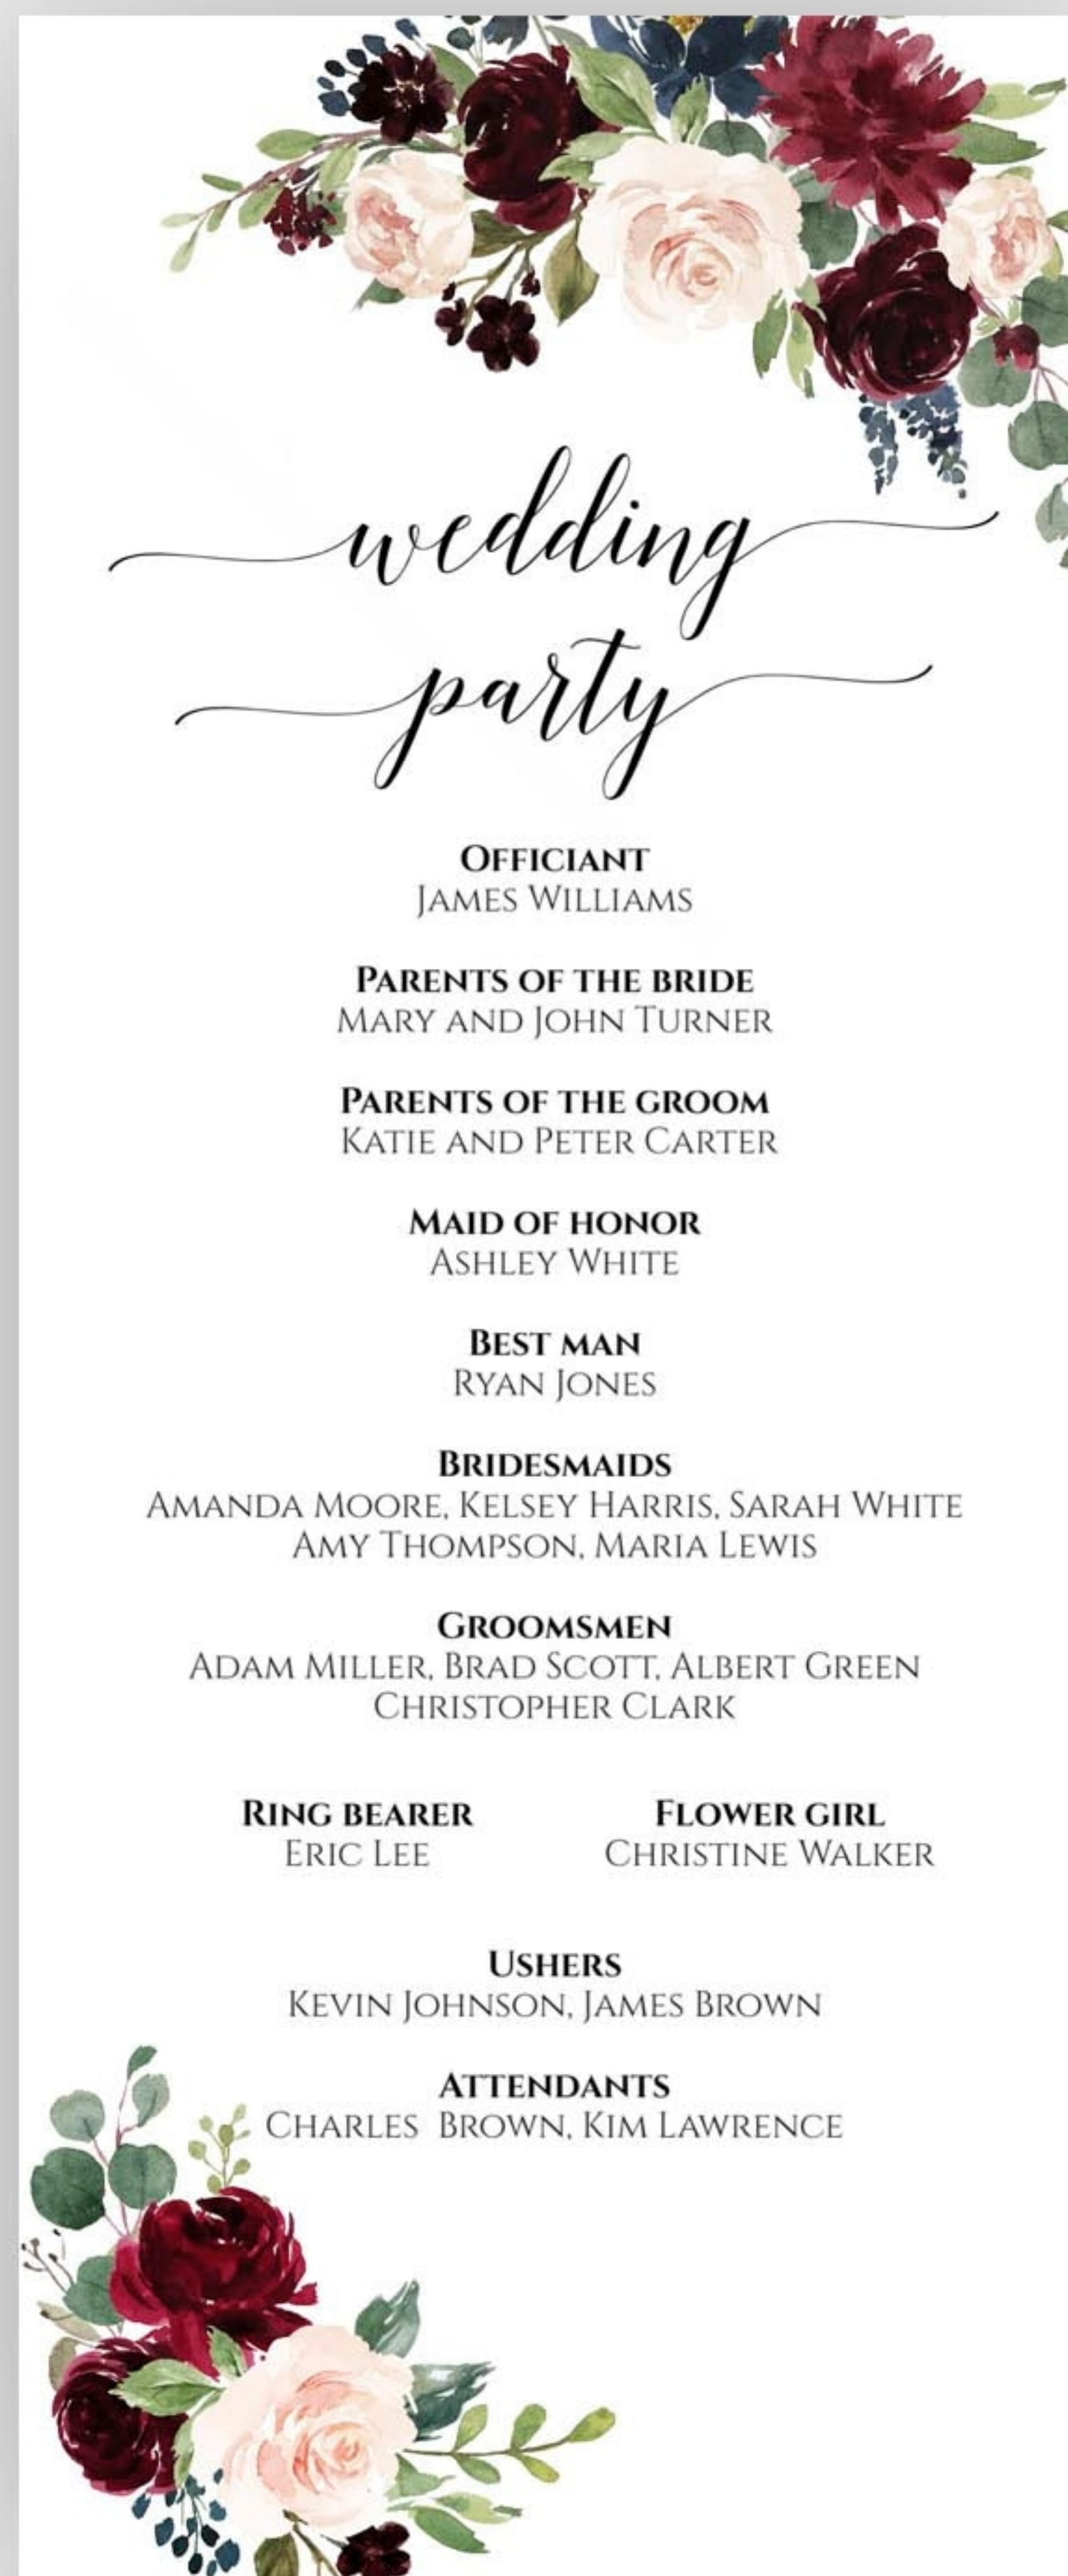 wedding
party
Officiant
James Williams
Parents of the bride
Mary and John Turner
Parents of the groom
Katie and Peter Carter
Maid of honor
Ashley White
Best man
Ryan Jones
Bridesmaids
Amanda Moore, Kelsey Harris, Sarah White
Amy Thompson, Maria Lewis
Groomsmen
Adam Miller, Brad Scott, Albert Green
Christopher Clark
Ring bearer
Eric Lee
Flower girl
Christine Walker
Ushers
Kevin Johnson, James Brown
Attendants
Charles  Brown, Kim Lawrence